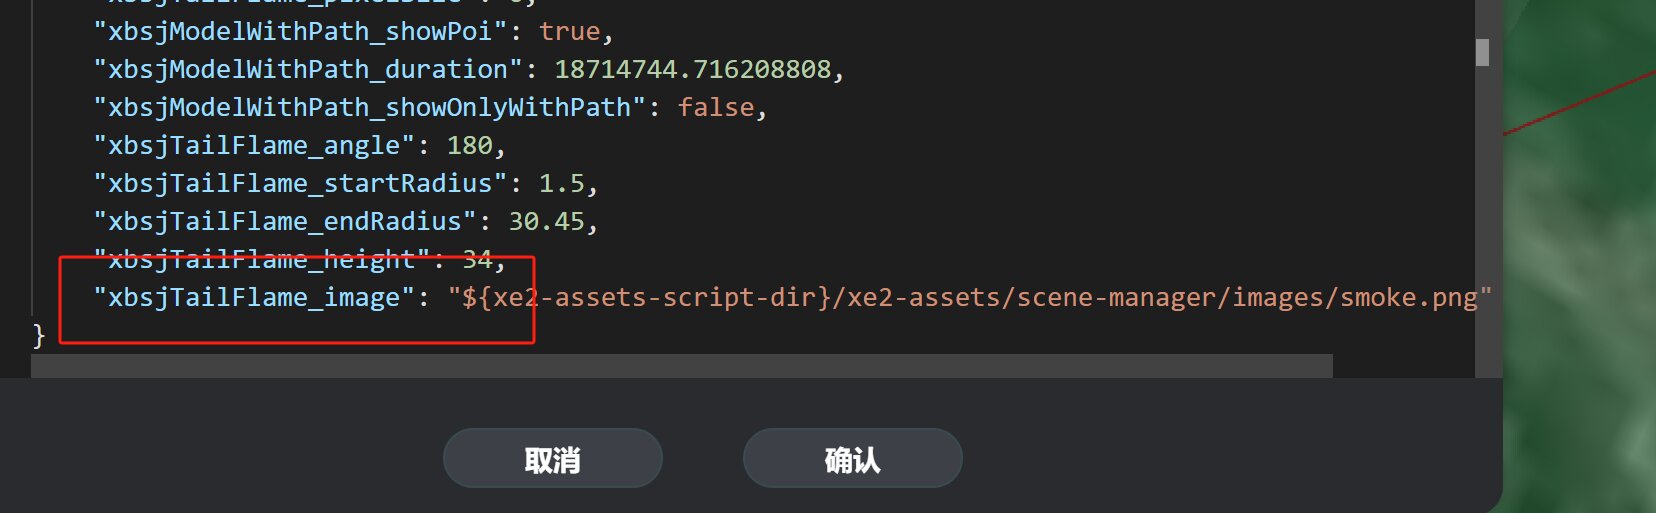 "xbsjModelWithPath_showPoi": true,
"xbsjModelWithPath_duration": 18714744.716208808,
"xbsjModelWithPath_showOnlyWithPath": false,
"xbsjTailFlame_angle": 180,
"xbsjTailFlame_startRadius": 1.5,
"xbsjTailFlame_endRadius": 30.45,
"xbsjTailFlame_height": 34,
"xbsjTailFlame_image": "${xe2-assets-script-dir}/xe2-assets/scene-manager/images/smoke.png"
}
取消
确认